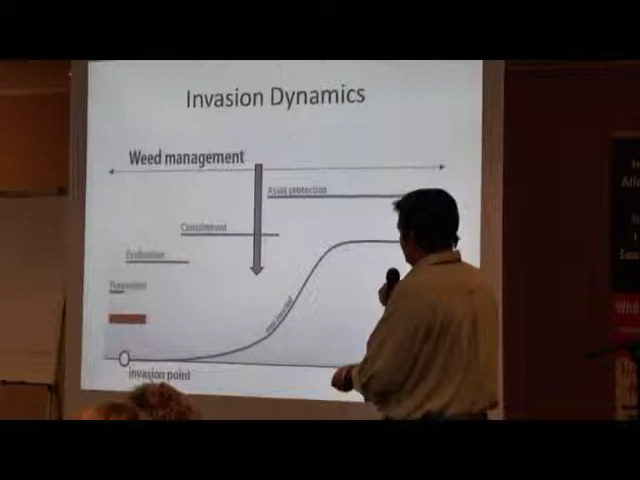 Invasion Dynamics
Weed management
Asset protection
Containment
Eradication
Prevention
area invaded
invasion point